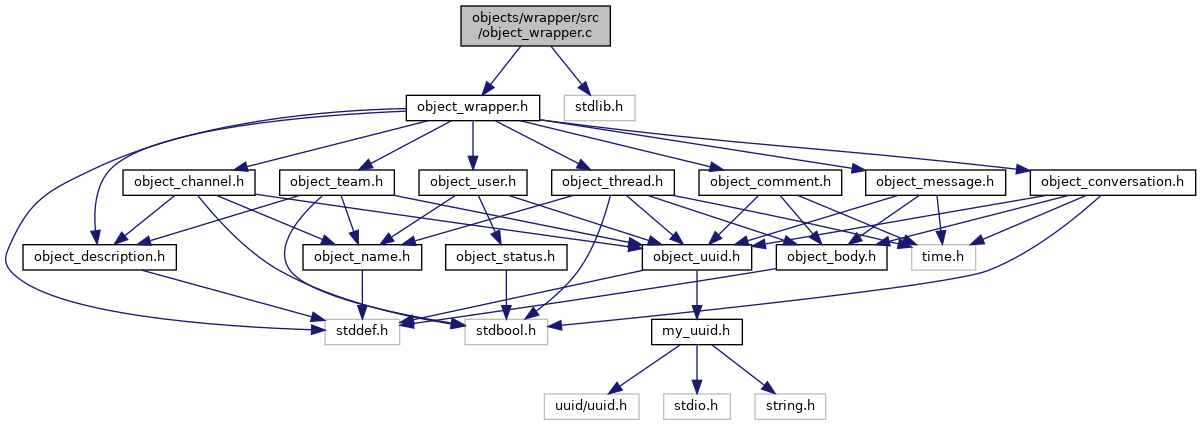 objects/wrapper/src
/object_wrapper.c
object_wrapper.h
stdlib.h
object_channel.h
object_team.h
object_user.h
object_thread.h
object_comment.h
object_message.h
object_conversation.h
object_description.h
object_name.h
object_status.h
object_uuid.h
object_body.h
time.h
stddef.h
stdbool.h
my_uuid.h
uuid/uuid.h
stdio.h
string.h